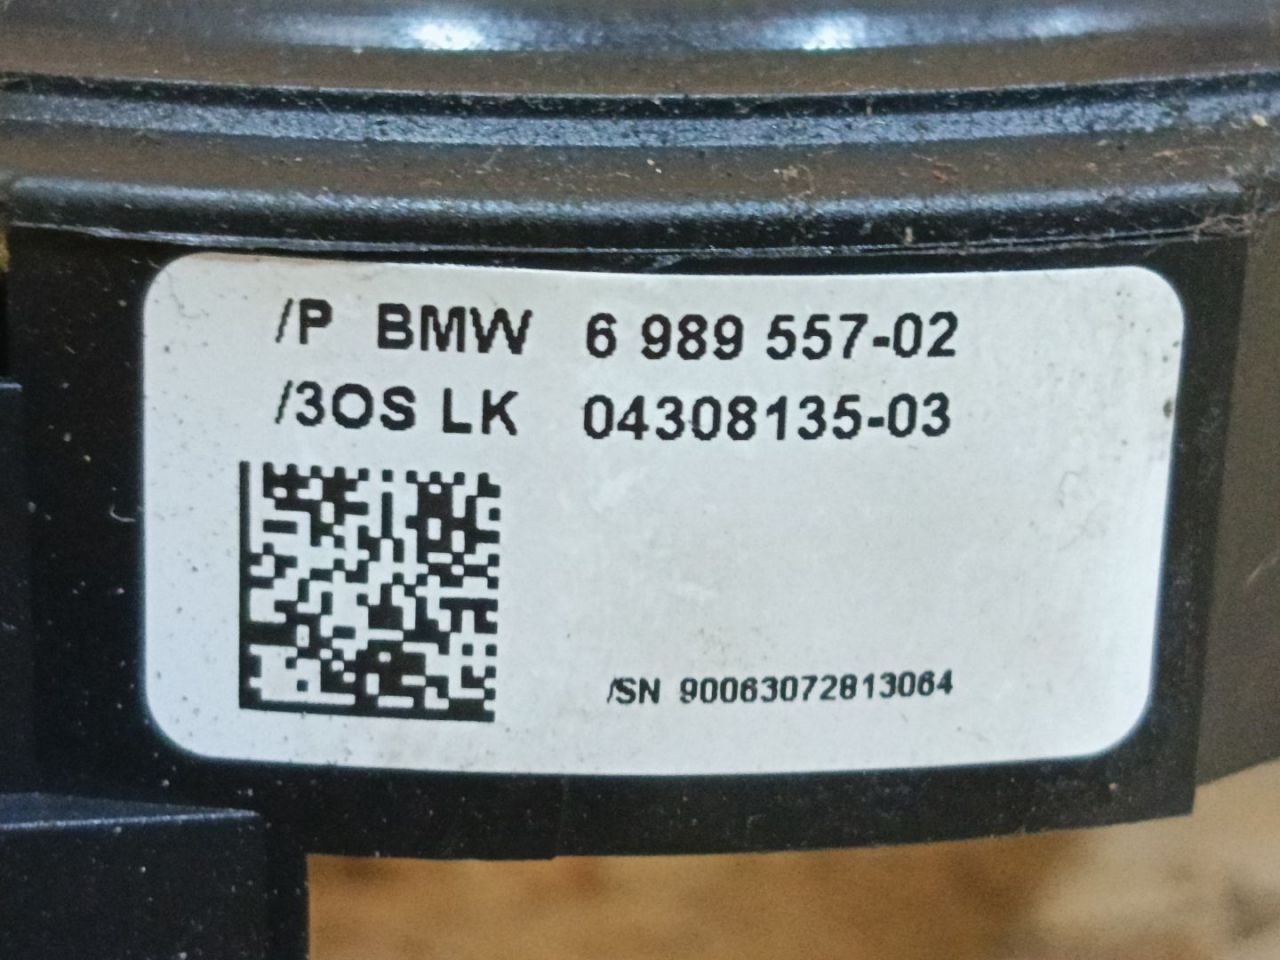 /P BMW 6 989 557-02
/3OS LK 04308135-03
/SN 90063072813064